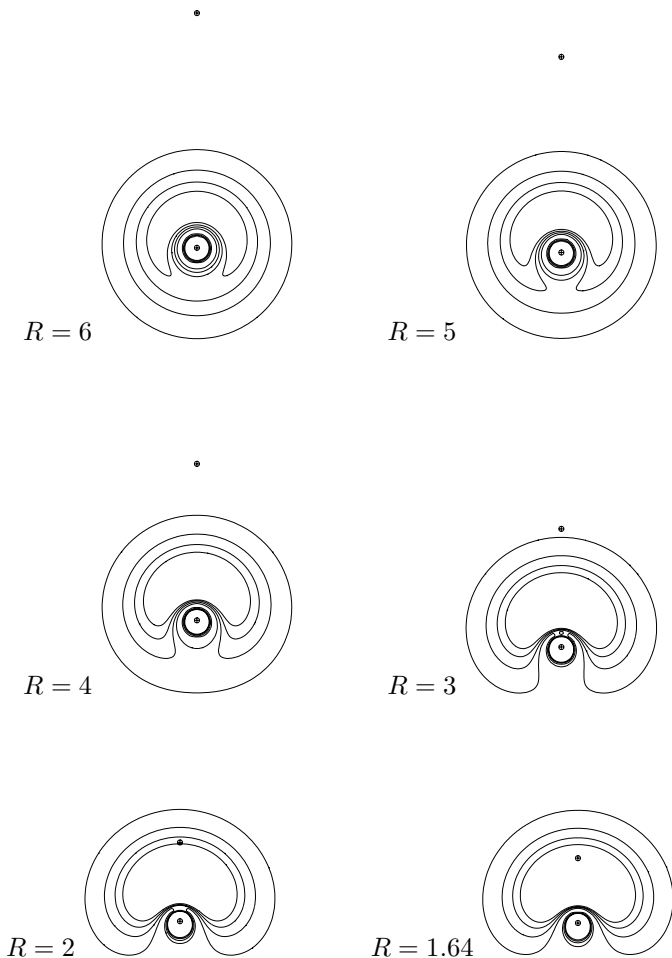 R = 6
R = 5
R = 4
R = 3
R = 2
R = 1.64